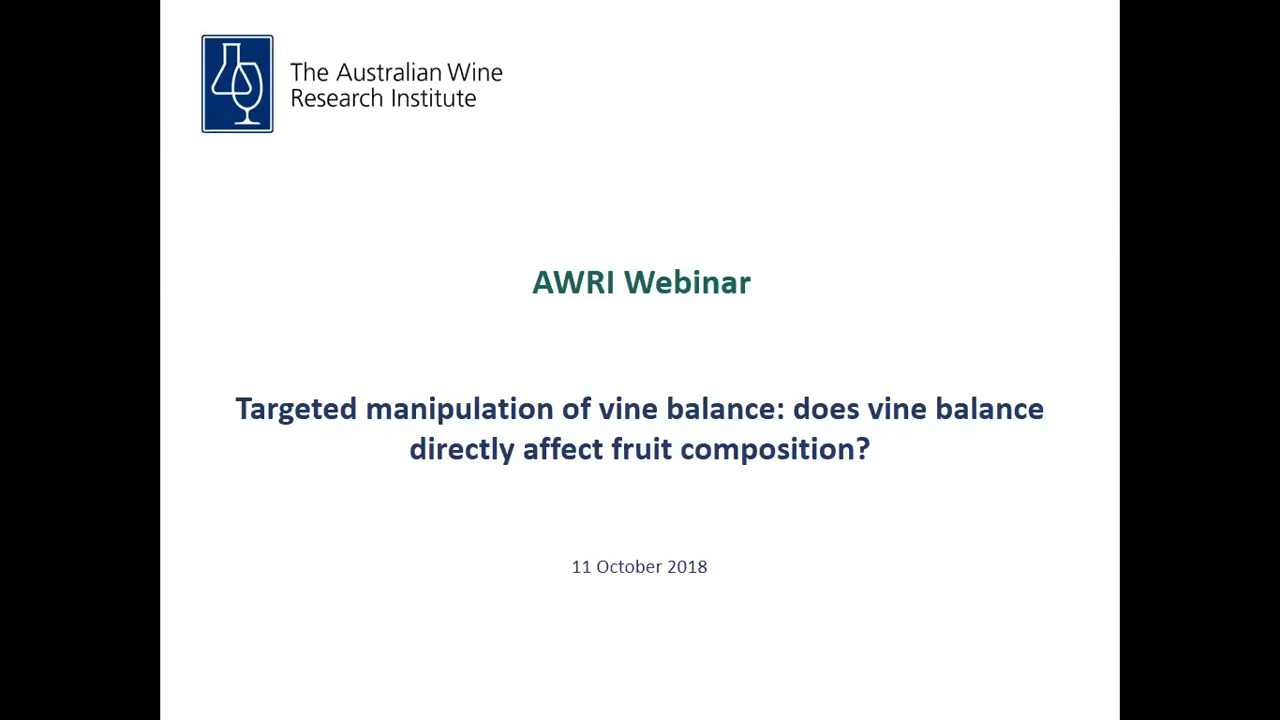 The Australian Wine
Research Institute
AWRI Webinar
Targeted manipulation of vine balance: does vine balance
directly affect fruit composition?
11 October 2018